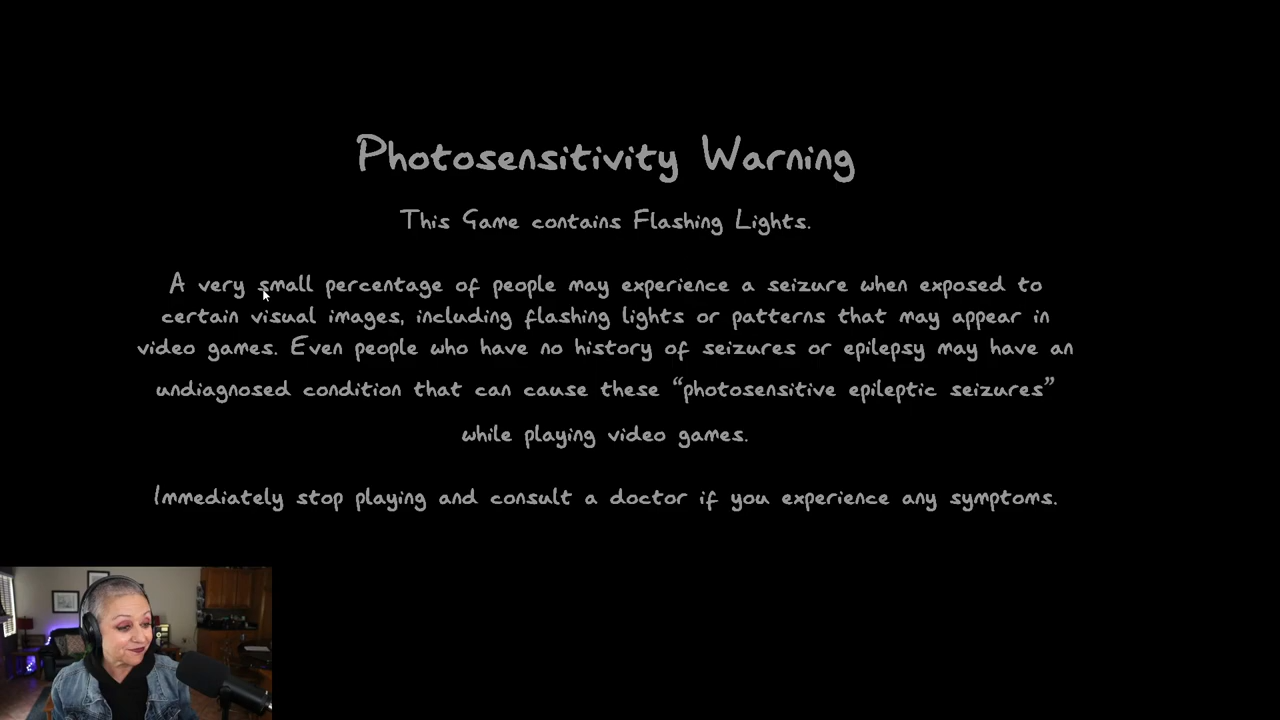 Photosensitivity Warning
This Game contains Flashing Lights.
A very small percentage of people may experience a seizure when exposed to
certain visual images, including flashing lights or patterns that may appear in
video games. Even people who have no history of seizures or epilepsy may have an
undiagnosed condition that can cause these “photosensitive epileptic seizures”
while playing video games.
Immediately stop playing and consult a doctor if you experience any symptoms.